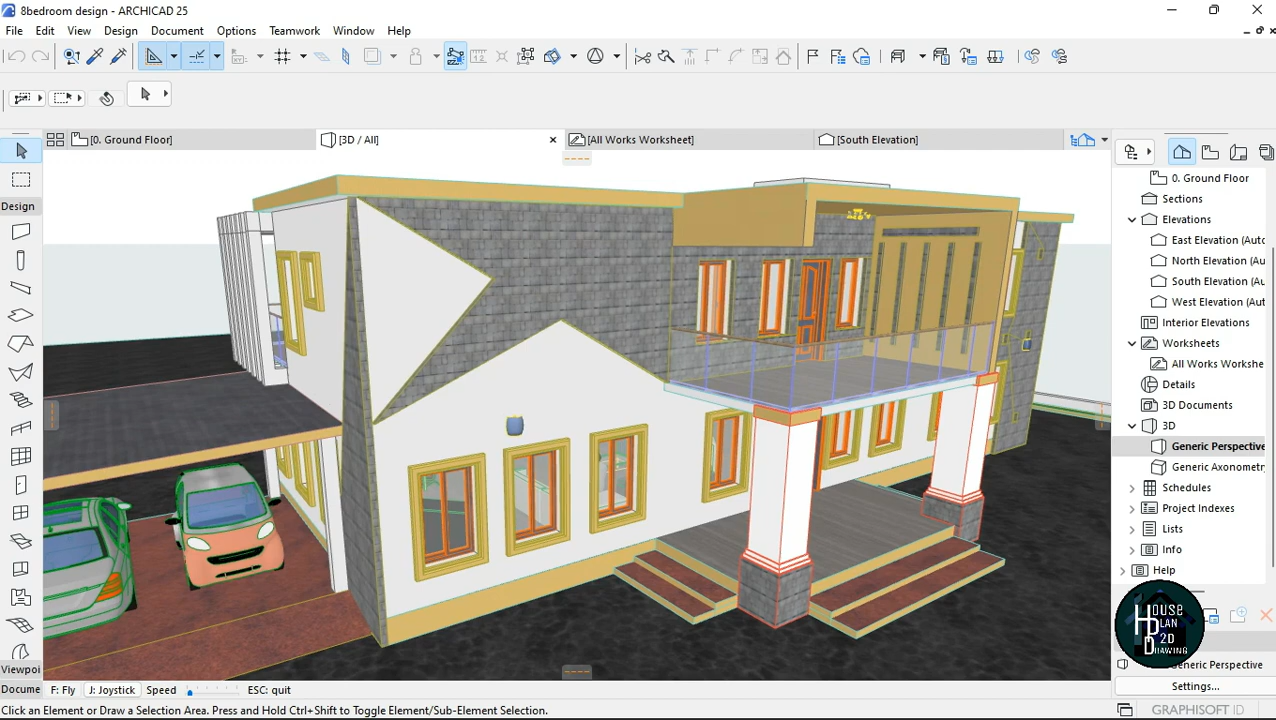 8bedroom design - ARCHICAD 25
File Edit View Design Document Options Teamwork Window Help
[0. Ground Floor]
[3D / All]
[All Works Worksheet]
[South Elevation]
Design
Viewpoi
Docume
0. Ground Floor
Sections
Elevations
East Elevation (Auto
North Elevation (Au
South Elevation (Aut
West Elevation (Aut
Interior Elevations
Worksheets
All Works Workshe
Details
3D Documents
3D
Generic Perspective
Generic Axonometr
Schedules
Project Indexes
Lists
Info
Help
HOUSE
PLAN
2D
DRAWING
Generic Perspective
Settings...
F: Fly J: Joystick Speed ESC: quit
Click an Element or Draw a Selection Area. Press and Hold Ctrl+Shift to Toggle Element/Sub-Element Selection.
GRAPHISOFT ID